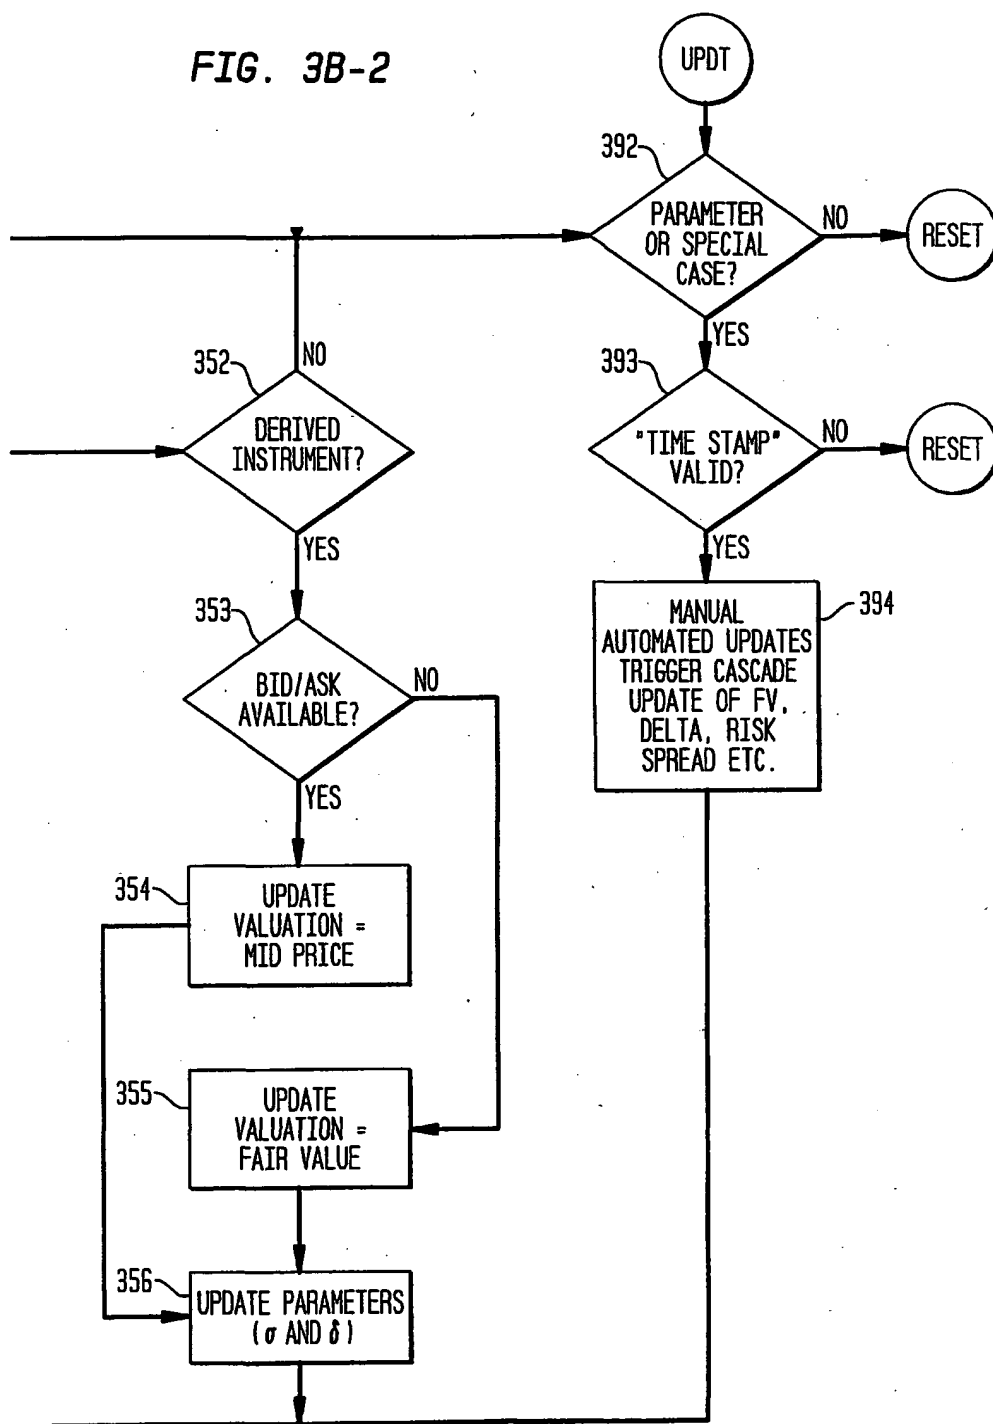 FIG. 3B-2
UPDT
392
PARAMETER
OR SPECIAL
CASE?
NO
RESET
YES
352
NO
DERIVED
INSTRUMENT?
YES
393
"TIME STAMP"
VALID?
NO
RESET
YES
353
BID/ASK
AVAILABLE?
NO
YES
394
MANUAL
AUTOMATED UPDATES
TRIGGER CASCADE
UPDATE OF FV,
DELTA, RISK
SPREAD ETC.
354
UPDATE
VALUATION =
MID PRICE
355
UPDATE
VALUATION =
FAIR VALUE
356
UPDATE PARAMETERS
(σ AND δ)